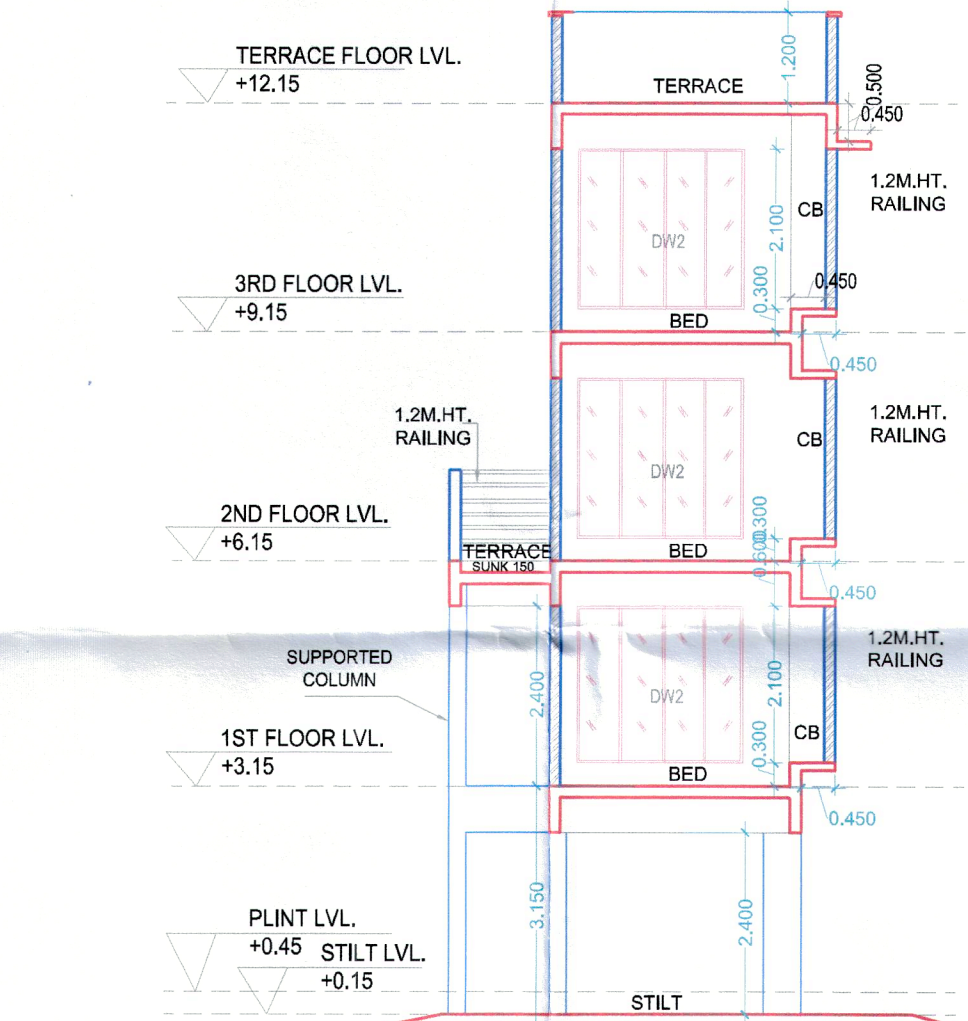 1.200
TERRACE FLOOR LVL.
+12.15
TERRACE
0.500
0.450
1.2M.HT.
RAILING
CB
2.100
DW2
3RD FLOOR LVL.
+9.15
0.300
0.450
BED
0.450
1.2M.HT.
RAILING
1.2M.HT.
RAILING
CB
DW2
2ND FLOOR LVL.
+6.15
0.300
TERRACE
SUNK 150
BED
0.600
0.450
1.2M.HT.
RAILING
SUPPORTED
COLUMN
2.400
2.100
DW2
CB
1ST FLOOR LVL.
+3.15
0.300
BED
0.450
3.150
2.400
PLINT LVL.
+0.45
STILT LVL.
+0.15
STILT